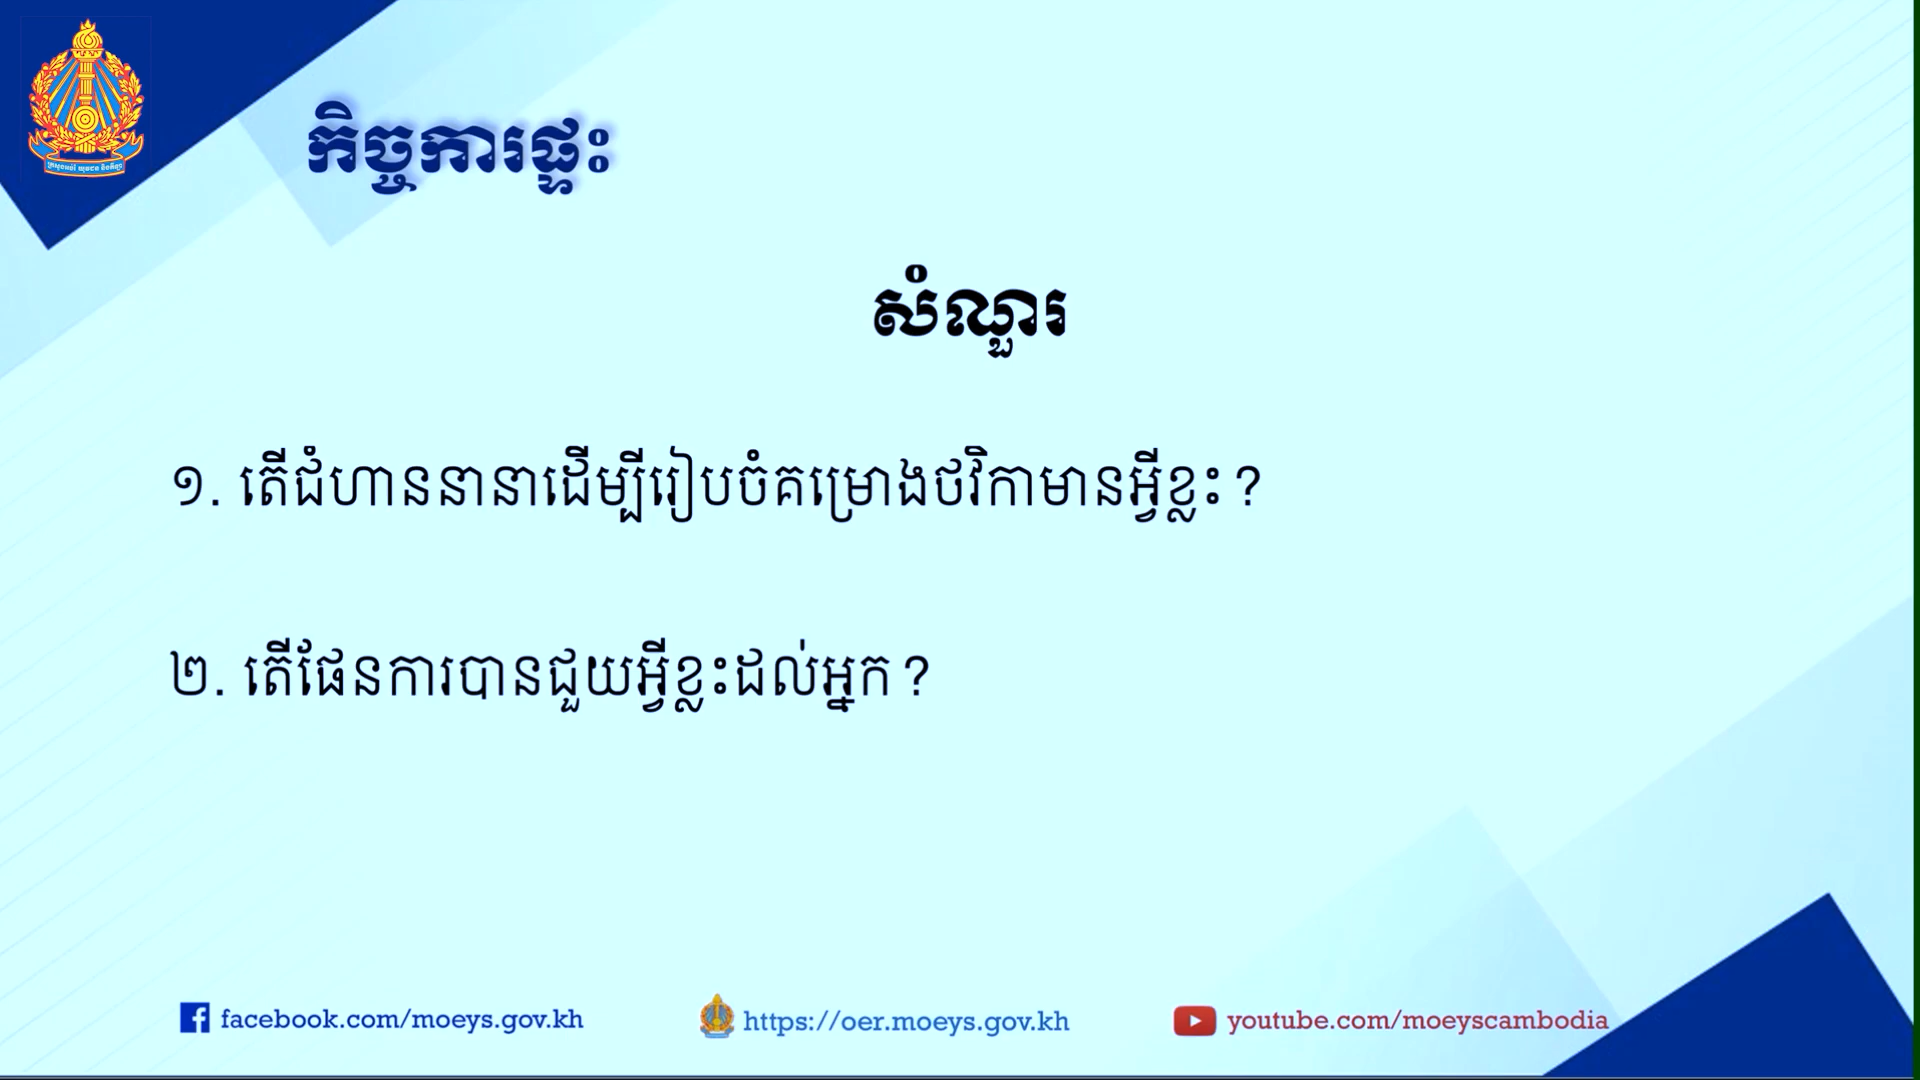 កិច្ចការផ្ទះ
សំណួរ
១. តើជំហាននានាដើម្បីរៀបចំគម្រោងថវិកាមានអ្វីខ្លះ?
២. តើផែនការបានជួយអ្វីខ្លះដល់អ្នក?
facebook.com/moeys.gov.kh
https://oer.moeys.gov.kh
youtube.com/moeyscambodia